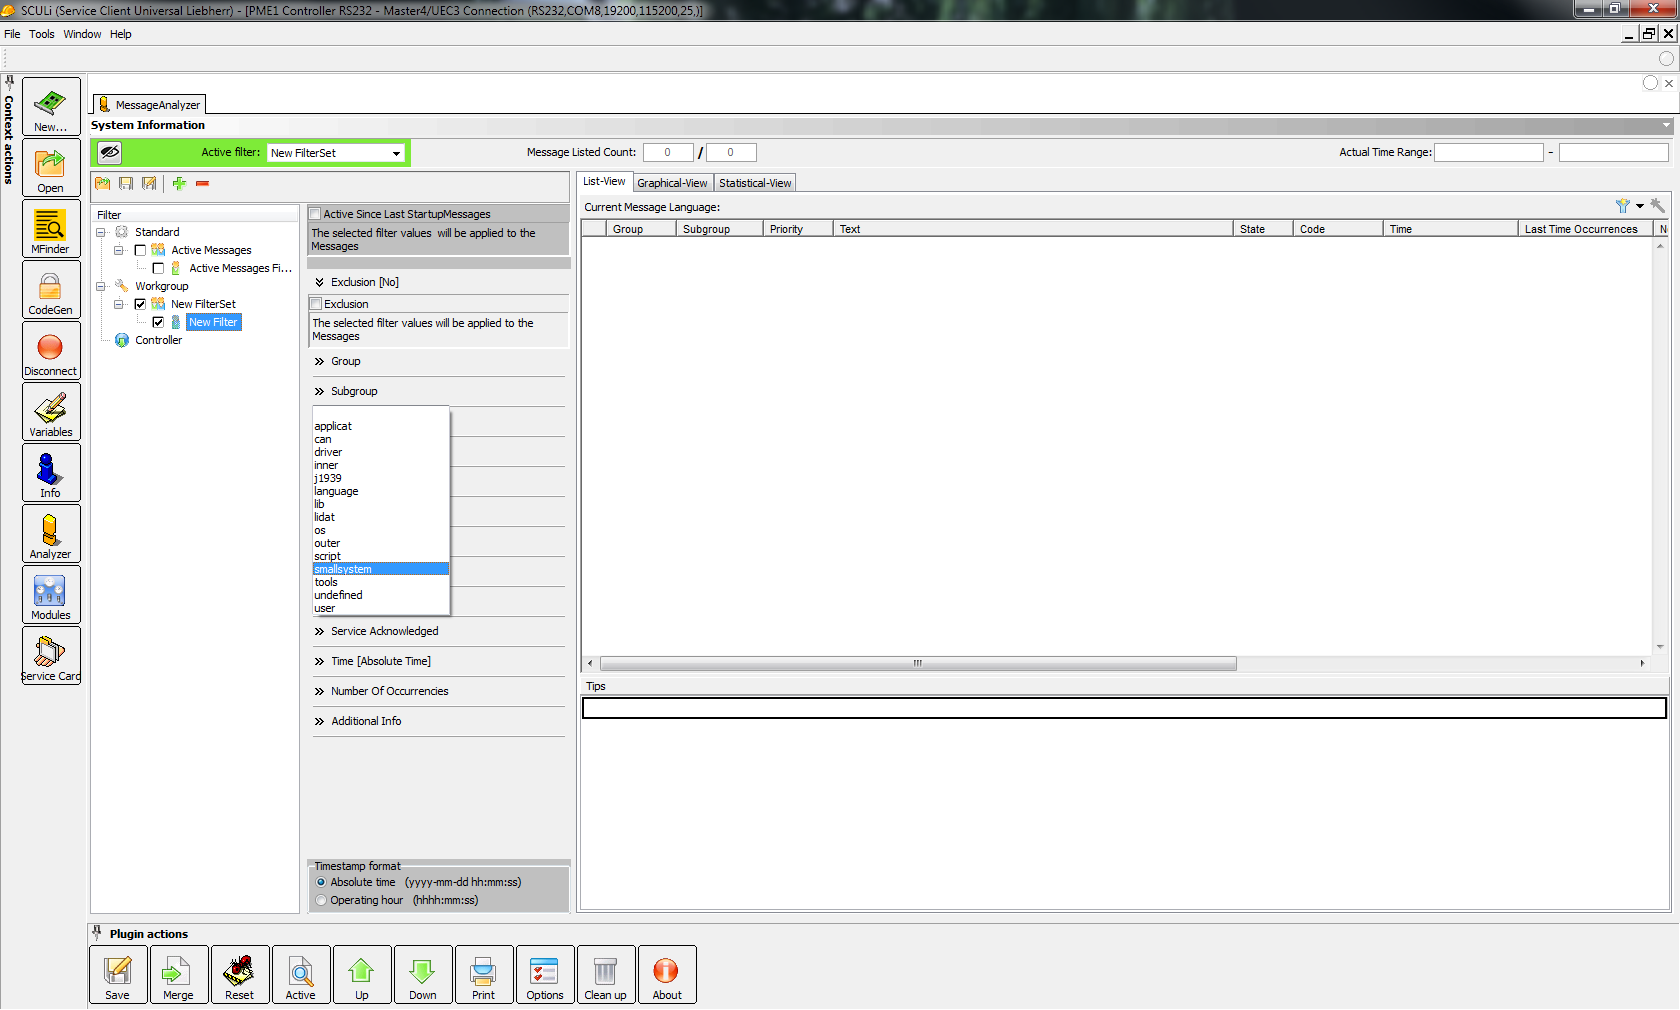 SCULi (Service Client Universal Liebherr) - [PME1 Controller RS232 - Master4/UEC3 Connection (RS232,COM8,19200,115200,25,)]
File Tools Window Help
Context actions
New...
Open
MFinder
CodeGen
Disconnect
Variables
Info
Analyzer
Modules
Service Card
MessageAnalyzer
System Information
Active filter: New FilterSet
Message Listed Count: 0 / 0
Actual Time Range: -
Filter
Standard
Active Messages
Active Messages Fi...
Workgroup
New FilterSet
New Filter
Controller
Active Since Last StartupMessages
The selected filter values will be applied to the
Messages
Exclusion [No]
Exclusion
The selected filter values will be applied to the
Messages
Group
Subgroup
applicat
can
driver
inner
j1939
language
lib
lidat
os
outer
script
smallsystem
tools
undefined
user
Service Acknowledged
Time [Absolute Time]
Number Of Occurrencies
Additional Info
Timestamp format
Absolute time (yyyy-mm-dd hh:mm:ss)
Operating hour (hhhh:mm:ss)
List-View Graphical-View Statistical-View
Current Message Language:
Group Subgroup Priority Text State Code Time Last Time Occurrences
Tips
Plugin actions
Save Merge Reset Active Up Down Print Options Clean up About